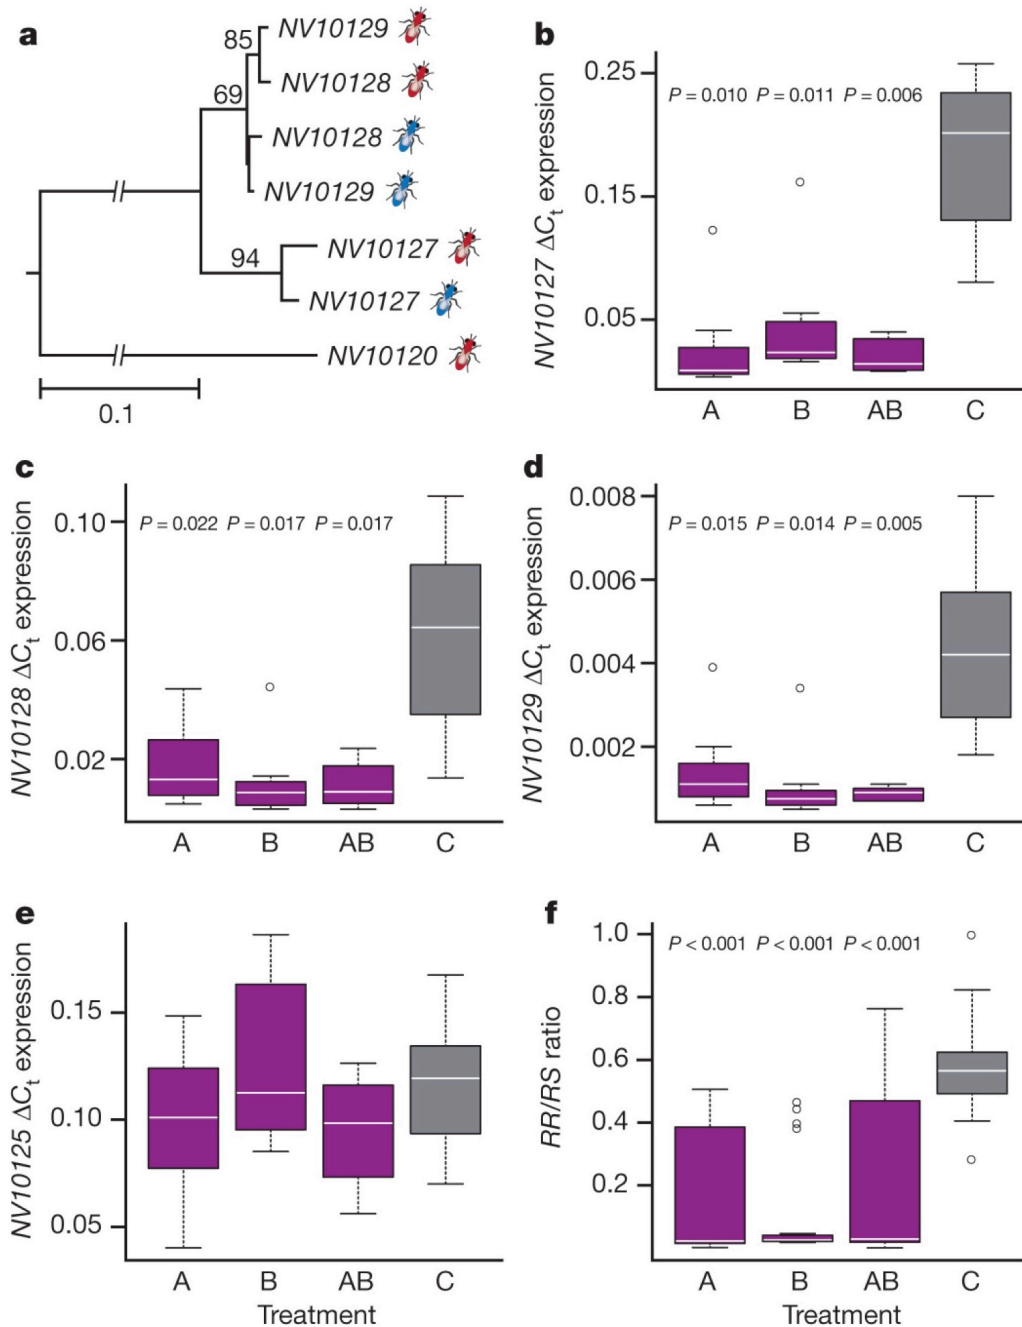 a
NV10129
85
NV10128
69
NV10128
NV10129
NV10127
94
NV10127
NV10120
0.1
b
NV10127 ΔCt expression
0.25
0.15
0.05
P = 0.010 P = 0.011 P = 0.006
A B AB C
c
NV10128 ΔCt expression
0.10
0.06
0.02
P = 0.022 P = 0.017 P = 0.017
A B AB C
d
NV10129 ΔCt expression
0.008
0.006
0.004
0.002
P = 0.015 P = 0.014 P = 0.005
A B AB C
e
NV10125 ΔCt expression
0.15
0.10
0.05
A B AB C
Treatment
f
RR/RS ratio
1.0
0.8
0.6
0.4
0.2
P < 0.001 P < 0.001 P < 0.001
A B AB C
Treatment